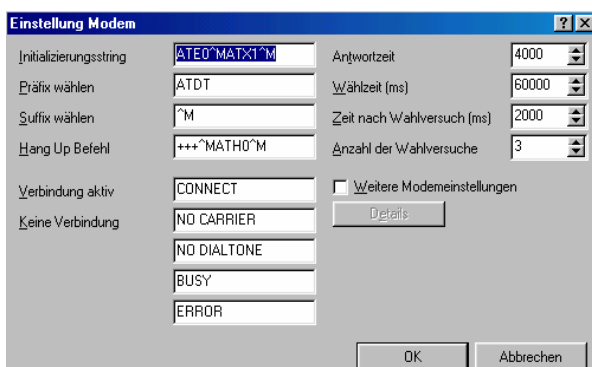 Einstellung Modem
Initializierungsstring ATE0^MATX1^M
Präfix wählen ATDT
Suffix wählen ^M
Hang Up Befehl +++^MATH0^M
Verbindung aktiv CONNECT
Keine Verbindung NO CARRIER
NO DIALTONE
BUSY
ERROR
Antwortzeit 4000
Wählzeit (ms) 60000
Zeit nach Wahlversuch (ms) 2000
Anzahl der Wahlversuche 3
Weitere Modemeinstellungen
Details
OK Abbrechen